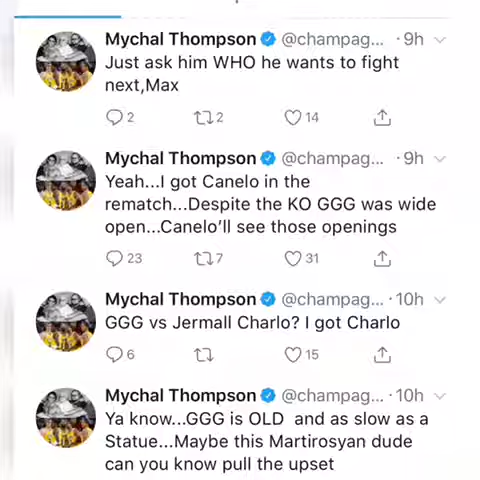 Mychal Thompson @champag... · 9h
Just ask him WHO he wants to fight
next,Max
2 2 14
Mychal Thompson @champag... · 9h
Yeah...I got Canelo in the
rematch...Despite the KO GGG was wide
open...Canelo'll see those openings
23 7 31
Mychal Thompson @champag... · 10h
GGG vs Jermall Charlo? I got Charlo
6 15
Mychal Thompson @champag... · 10h
Ya know...GGG is OLD and as slow as a
Statue...Maybe this Martirosyan dude
can you know pull the upset